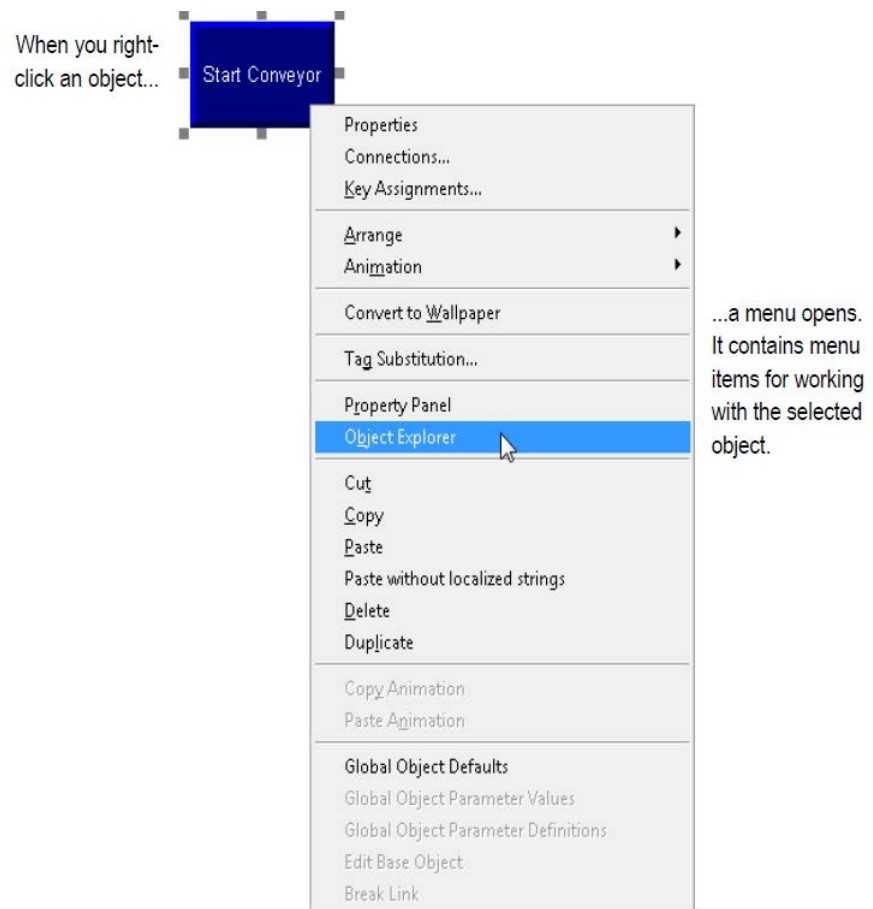 When you right-
click an object...
Start Conveyor
Properties
Connections...
Key Assignments...
Arrange
Animation
Convert to Wallpaper
...a menu opens.
It contains menu
items for working
with the selected
object.
Tag Substitution...
Property Panel
Object Explorer
Cut
Copy
Paste
Paste without localized strings
Delete
Duplicate
Copy Animation
Paste Animation
Global Object Defaults
Global Object Parameter Values
Global Object Parameter Definitions
Edit Base Object
Break Link